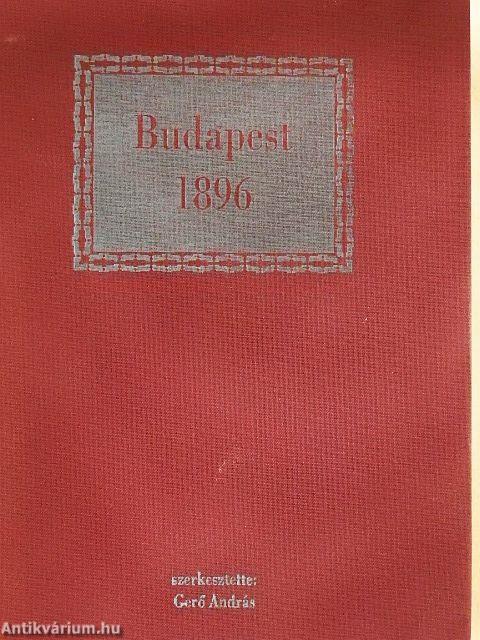 Budapest
1896
szerkesztette:
Gerő András
Antikvárium.hu